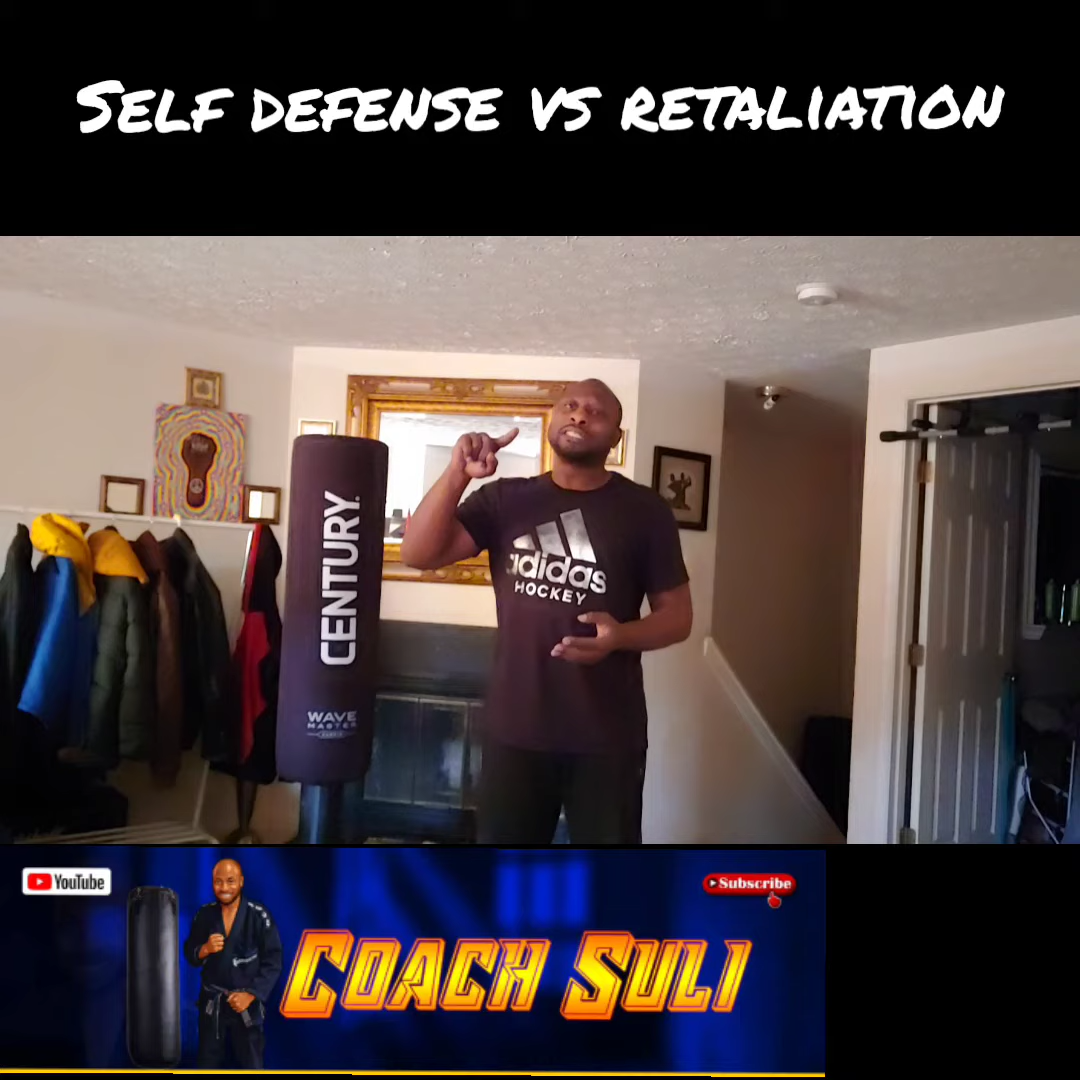 Self defense vs retaliation
CENTURY.
WAVE
MASTER
adidas
HOCKEY
YouTube
Subscribe
COACH SULI